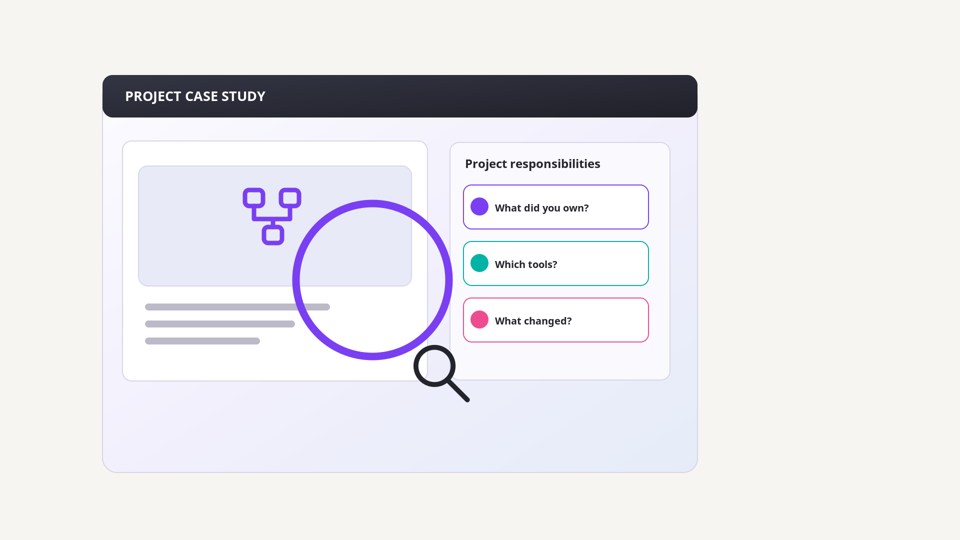 PROJECT CASE STUDY
Project responsibilities
What did you own?
Which tools?
What changed?